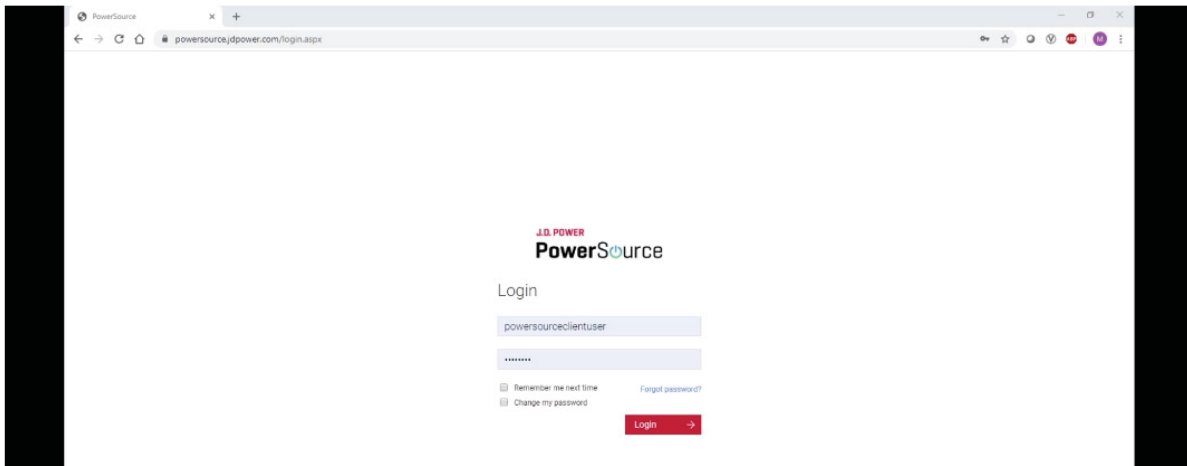 PowerSource
powersource.jdpower.com/login.aspx
M
J.D. POWER
PowerSource
Login
powersourceclientuser
••••••••
Remember me next time Forgot password?
Change my password
Login